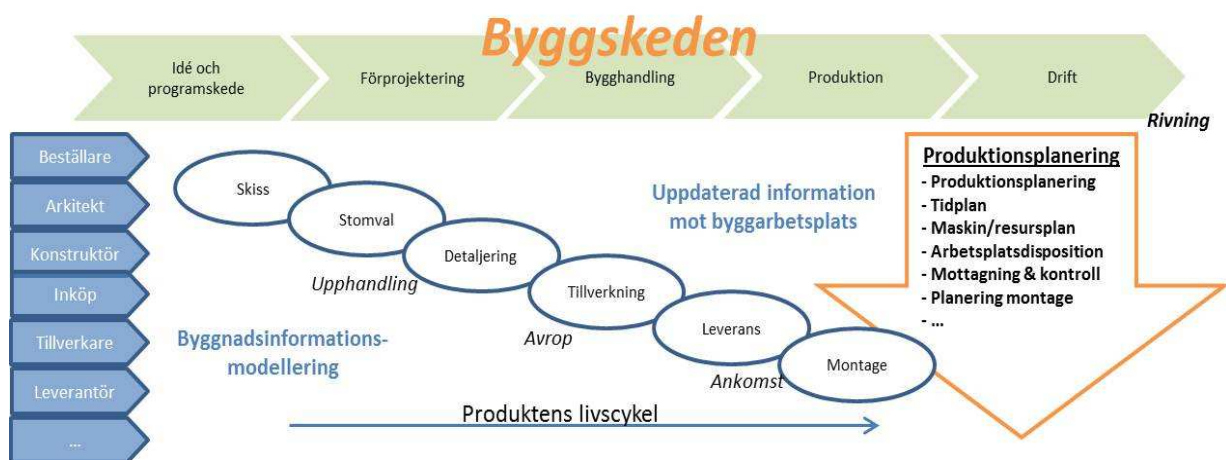 Byggskeden
Idé och
programskede
Förprojektering
Bygghandling
Produktion
Drift
Rivning
Beställare
Arkitekt
Konstruktör
Inköp
Tillverkare
Leverantör
...
Skiss
Stomval
Detaljering
Tillverkning
Leverans
Montage
Upphandling
Avrop
Ankomst
Byggnadsinformations-
modellering
Uppdaterad information
mot byggarbetsplats
Produktens livscykel
Produktionsplanering
- Produktionsplanering
- Tidplan
- Maskin/resursplan
- Arbetsplatsdisposition
- Mottagning & kontroll
- Planering montage
- ...